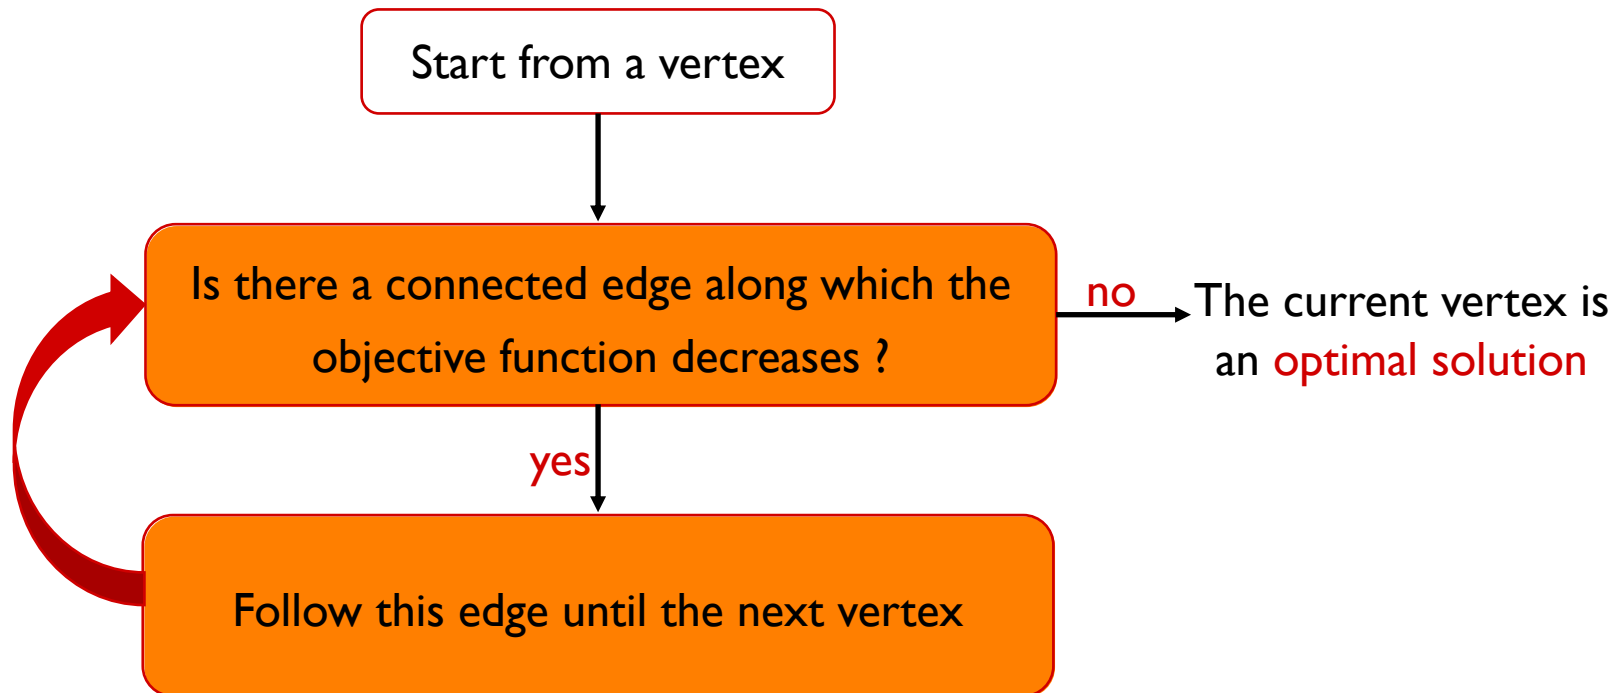 Start from a vertex
Is there a connected edge along which the
objective function decreases ?
no
The current vertex is
an optimal solution
yes
Follow this edge until the next vertex